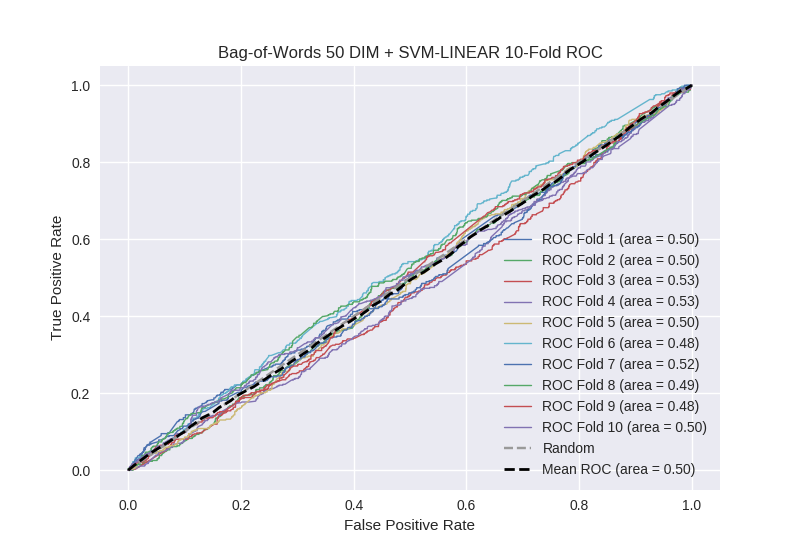 Bag-of-Words 50 DIM + SVM-LINEAR 10-Fold ROC
1.0
0.8
0.6
0.4
0.2
0.0
True Positive Rate
ROC Fold 1 (area = 0.50)
ROC Fold 2 (area = 0.50)
ROC Fold 3 (area = 0.53)
ROC Fold 4 (area = 0.53)
ROC Fold 5 (area = 0.50)
ROC Fold 6 (area = 0.48)
ROC Fold 7 (area = 0.52)
ROC Fold 8 (area = 0.49)
ROC Fold 9 (area = 0.48)
ROC Fold 10 (area = 0.50)
Random
Mean ROC (area = 0.50)
0.0 0.2 0.4 0.6 0.8 1.0
False Positive Rate